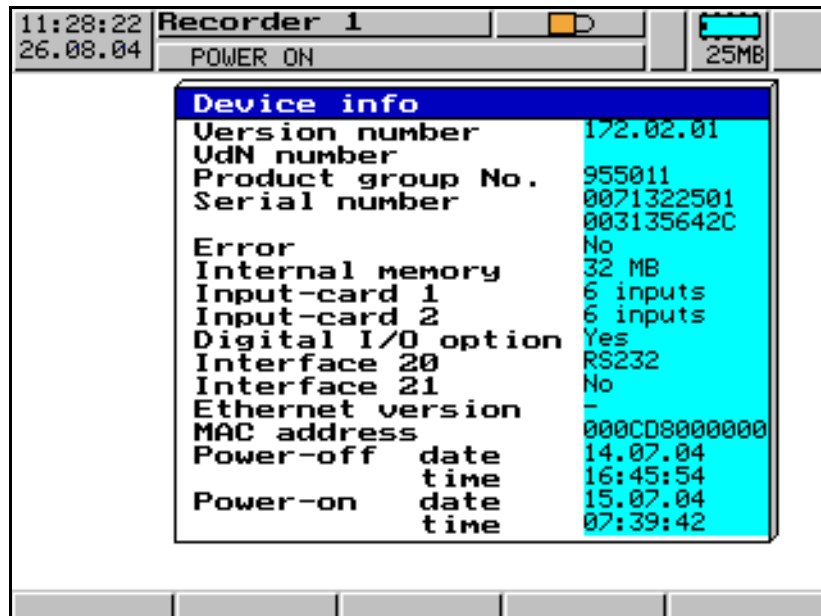 11:28:22 Recorder 1
26.08.04 POWER ON 25MB
Device info
Version number 172.02.01
VdN number
Product group No. 955011
Serial number 0071322501
003135642C
Error No
Internal memory 32 MB
Input-card 1 6 inputs
Input-card 2 6 inputs
Digital I/O option Yes
Interface 20 RS232
Interface 21 No
Ethernet version –
MAC address 000CD8000000
Power-off date 14.07.04
time 16:45:54
Power-on date 15.07.04
time 07:39:42